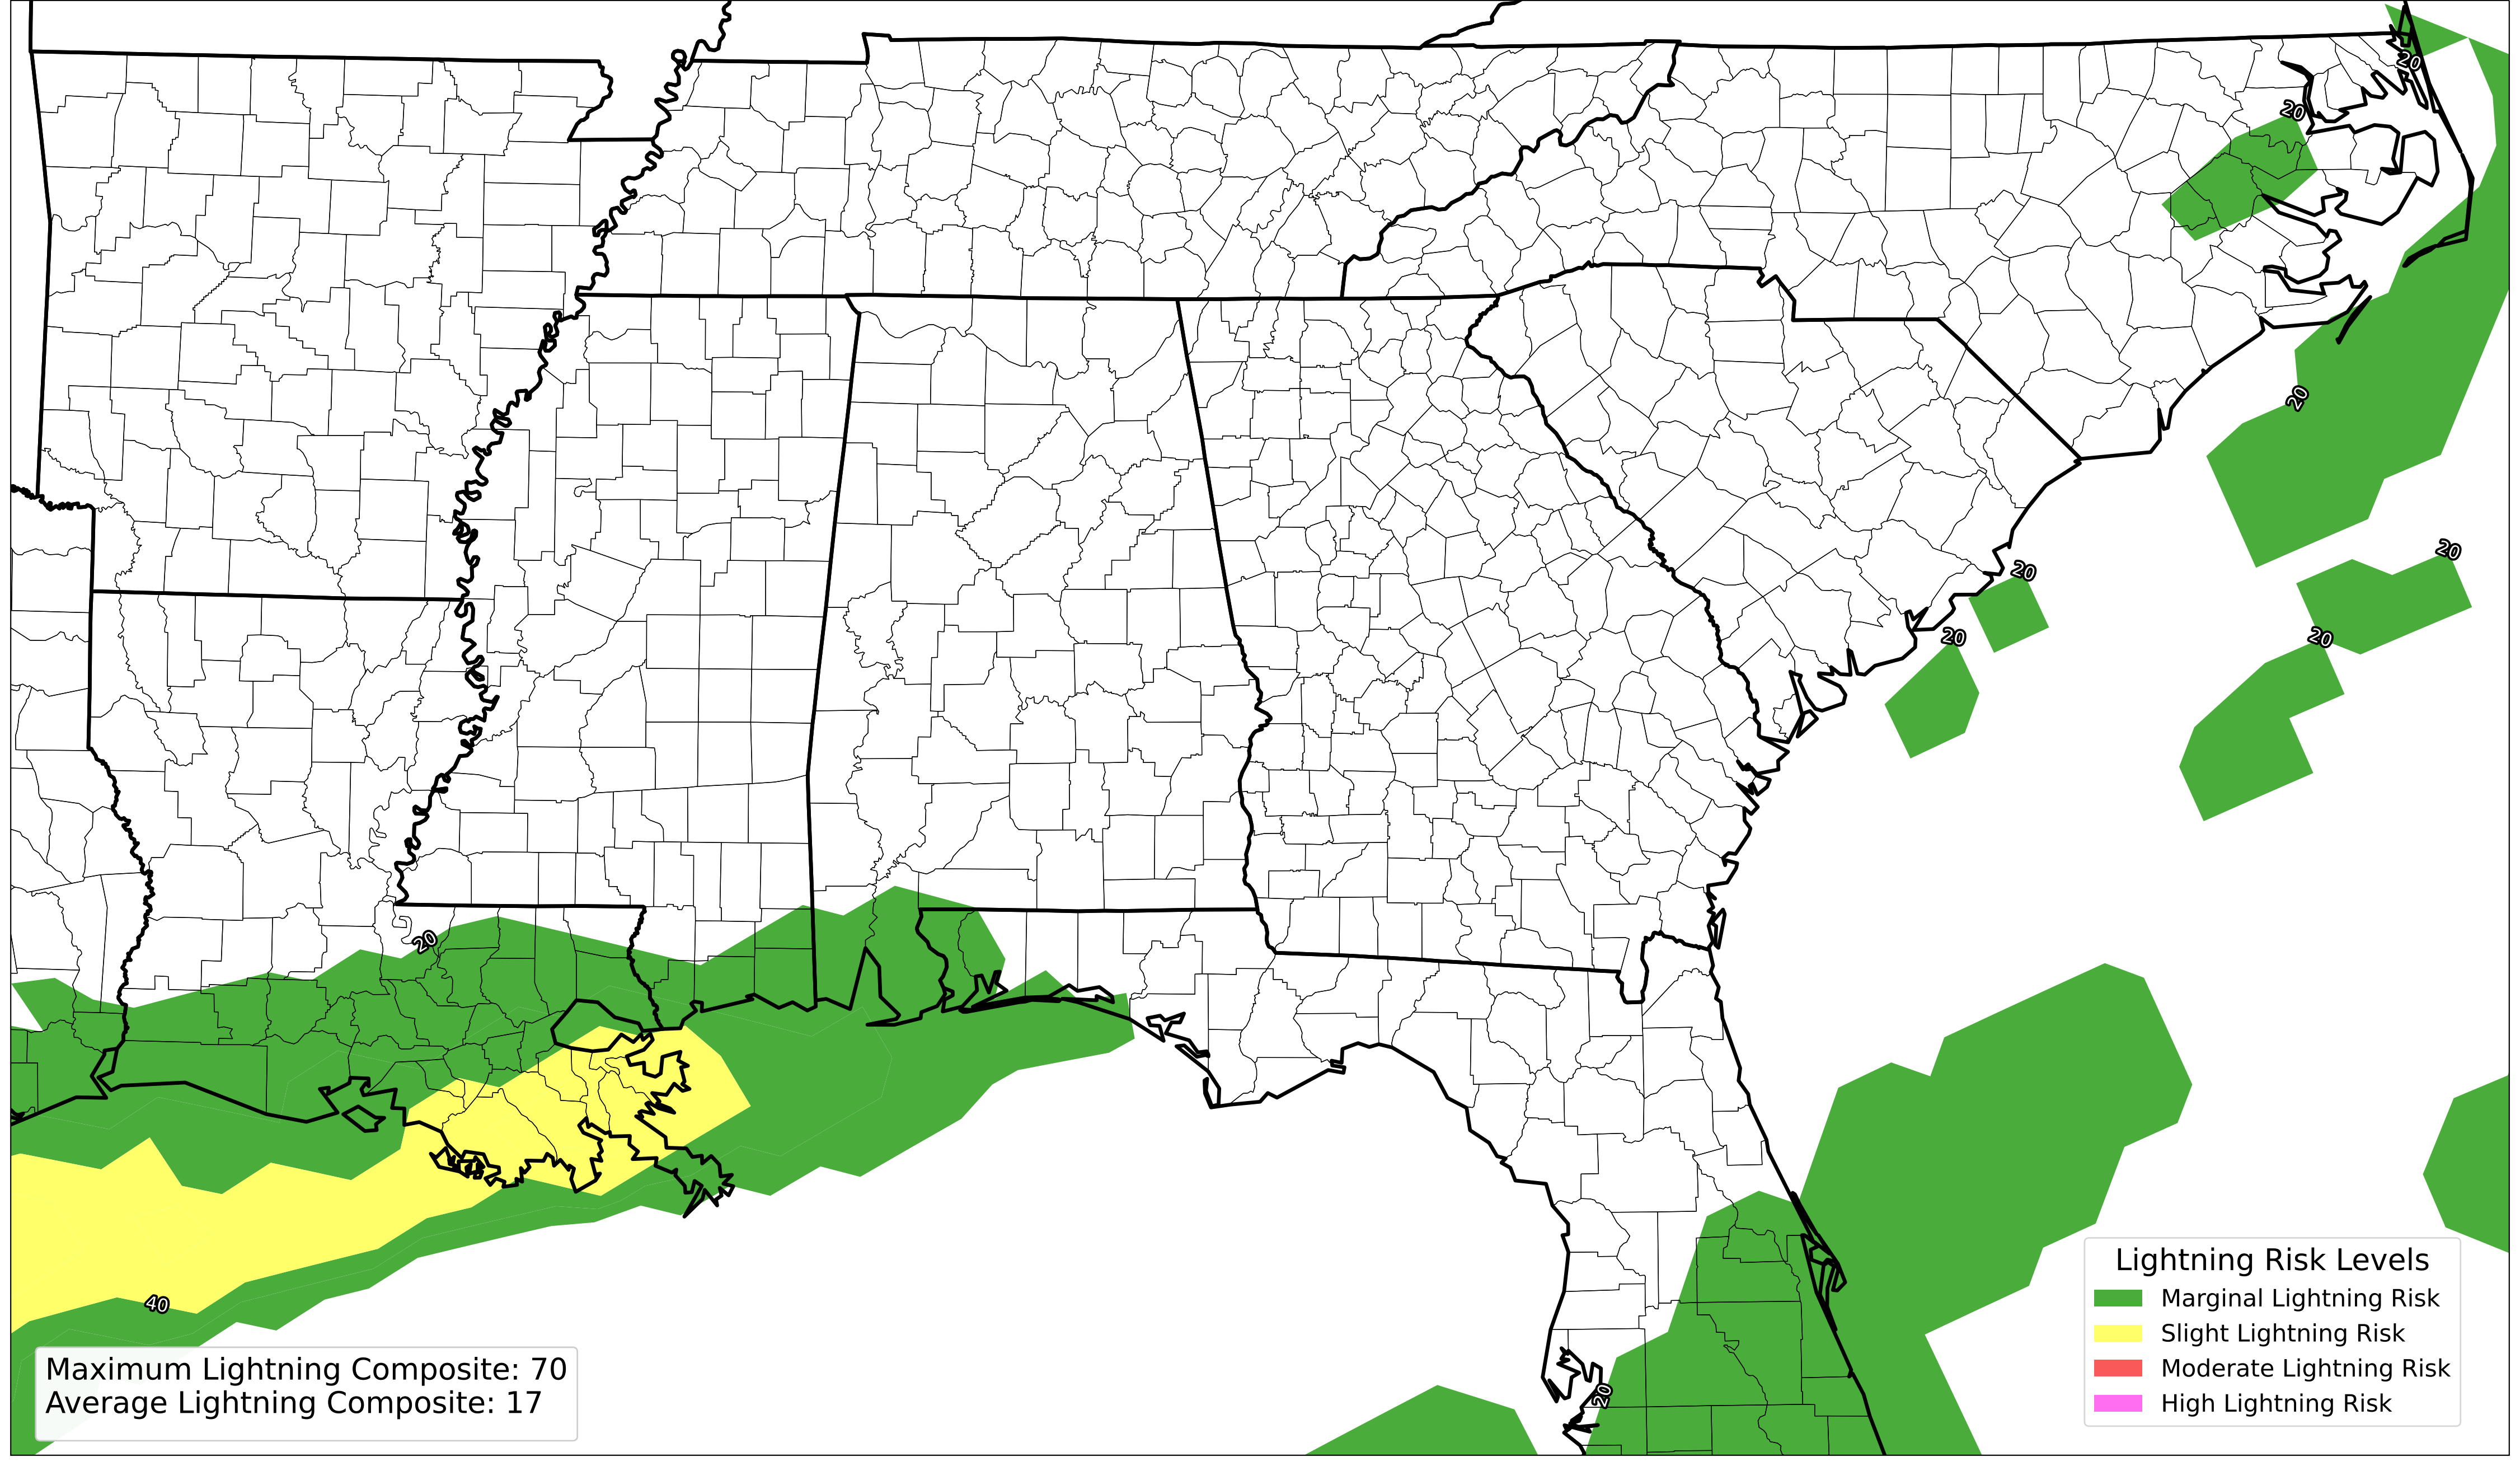 20
20
20
20
20
20
20
20
40
20
Lightning Risk Levels
Marginal Lightning Risk
Slight Lightning Risk
Moderate Lightning Risk
High Lightning Risk
Maximum Lightning Composite: 70
Average Lightning Composite: 17